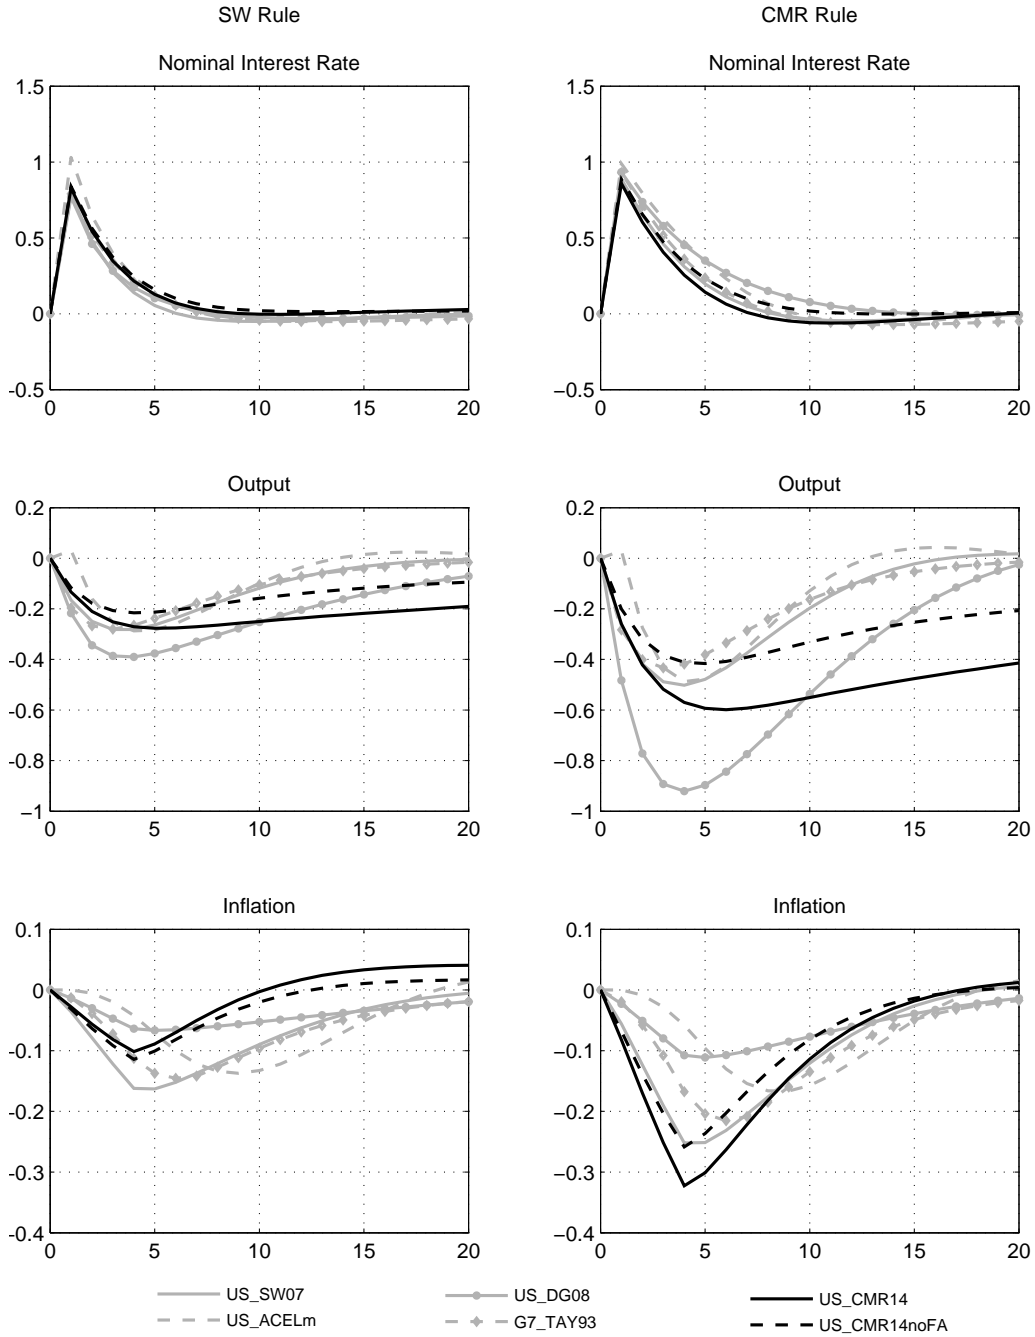 SW Rule
CMR Rule
Nominal Interest Rate
Nominal Interest Rate
1.5
1
0.5
0
-0.5
0 5 10 15 20
1.5
1
0.5
0
-0.5
0 5 10 15 20
Output
Output
0.2
0
-0.2
-0.4
-0.6
-0.8
-1
0 5 10 15 20
0.2
0
-0.2
-0.4
-0.6
-0.8
-1
0 5 10 15 20
Inflation
Inflation
0.1
0
-0.1
-0.2
-0.3
-0.4
0 5 10 15 20
0.1
0
-0.1
-0.2
-0.3
-0.4
0 5 10 15 20
US_SW07
US_DG08
US_CMR14
US_ACELm
G7_TAY93
US_CMR14noFA